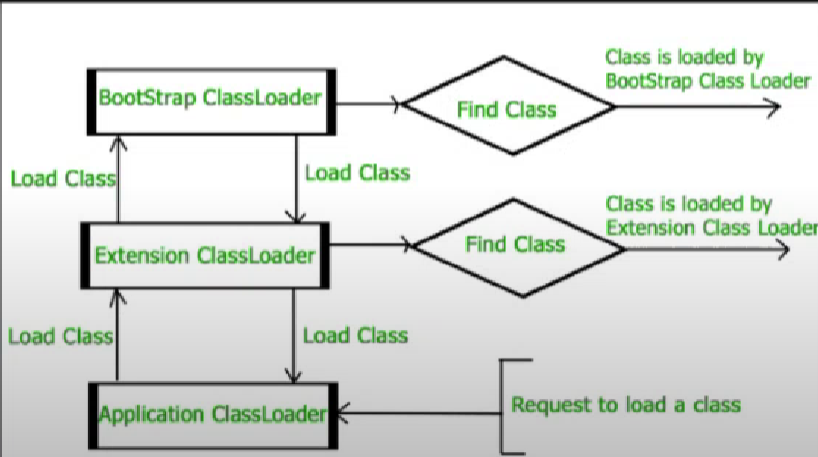 Class is loaded by
BootStrap Class Loader
BootStrap ClassLoader
Find Class
Load Class
Load Class
Class is loaded by
Extension Class Loader
Extension ClassLoader
Find Class
Load Class
Load Class
Application ClassLoader
Request to load a class